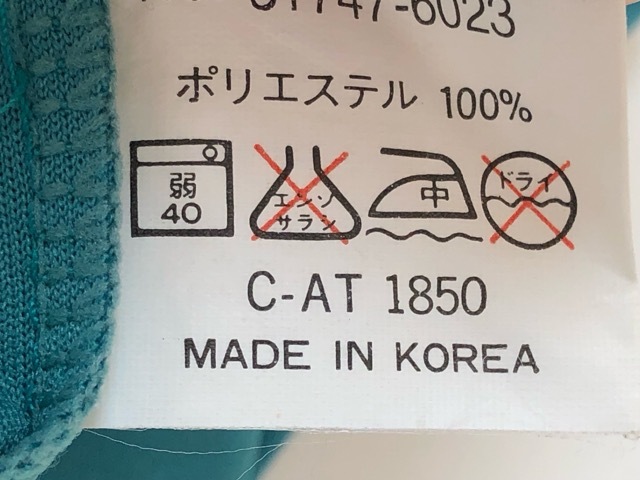 ポリエステル 100%
弱
40
エンソ
サラシ
中
ドライ
C-AT 1850
MADE IN KOREA